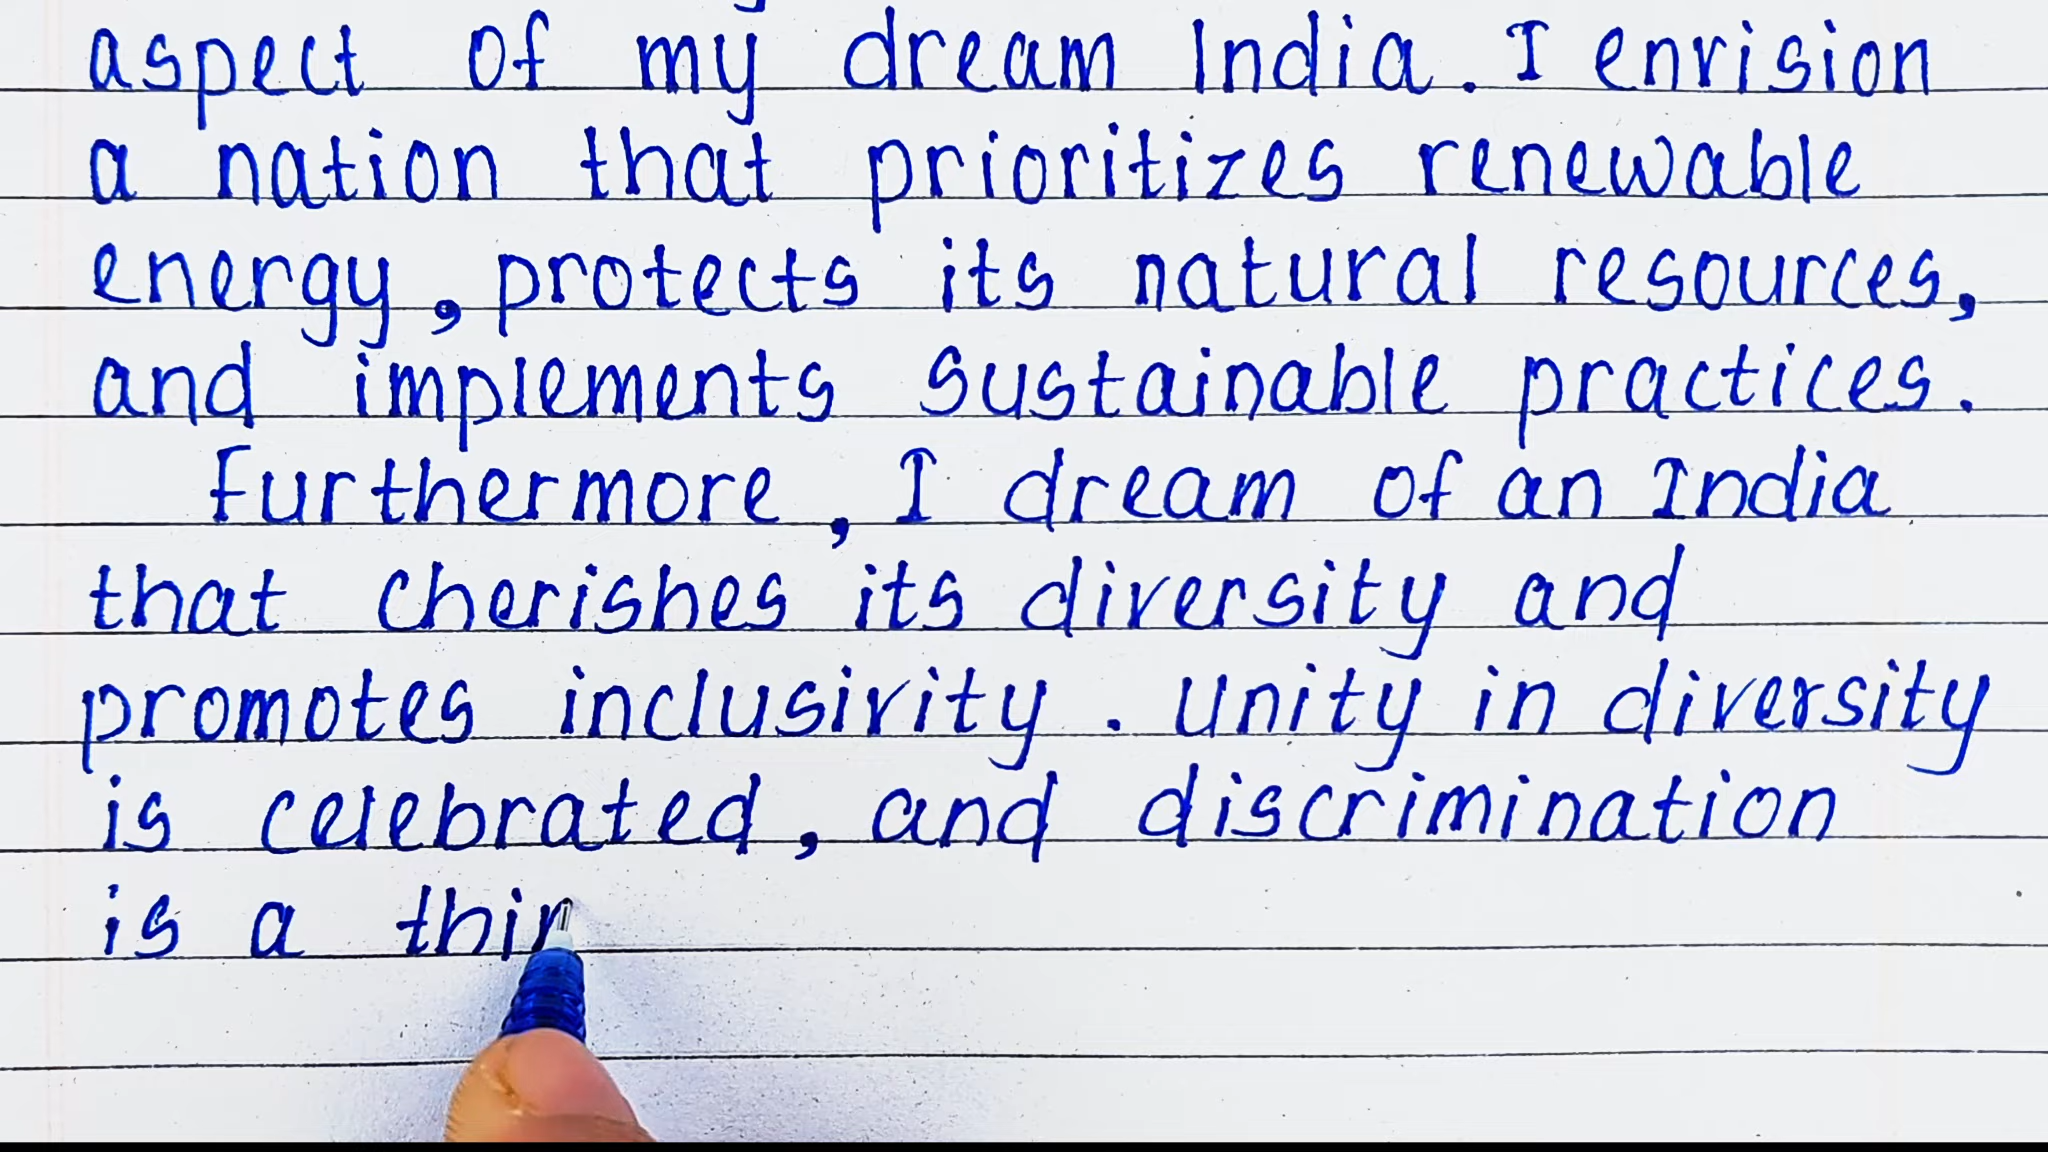 aspect of my dream India. I envision
a nation that prioritizes renewable
energy, protects its natural resources,
and implements sustainable practices.
Furthermore, I dream of an India
that cherishes its diversity and
promotes inclusivity. Unity in diversity
is celebrated, and discrimination
is a thin